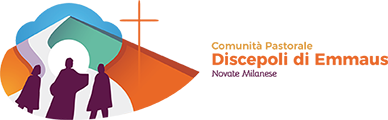 Comunità Pastorale
Discepoli di Emmaus
Novate Milanese